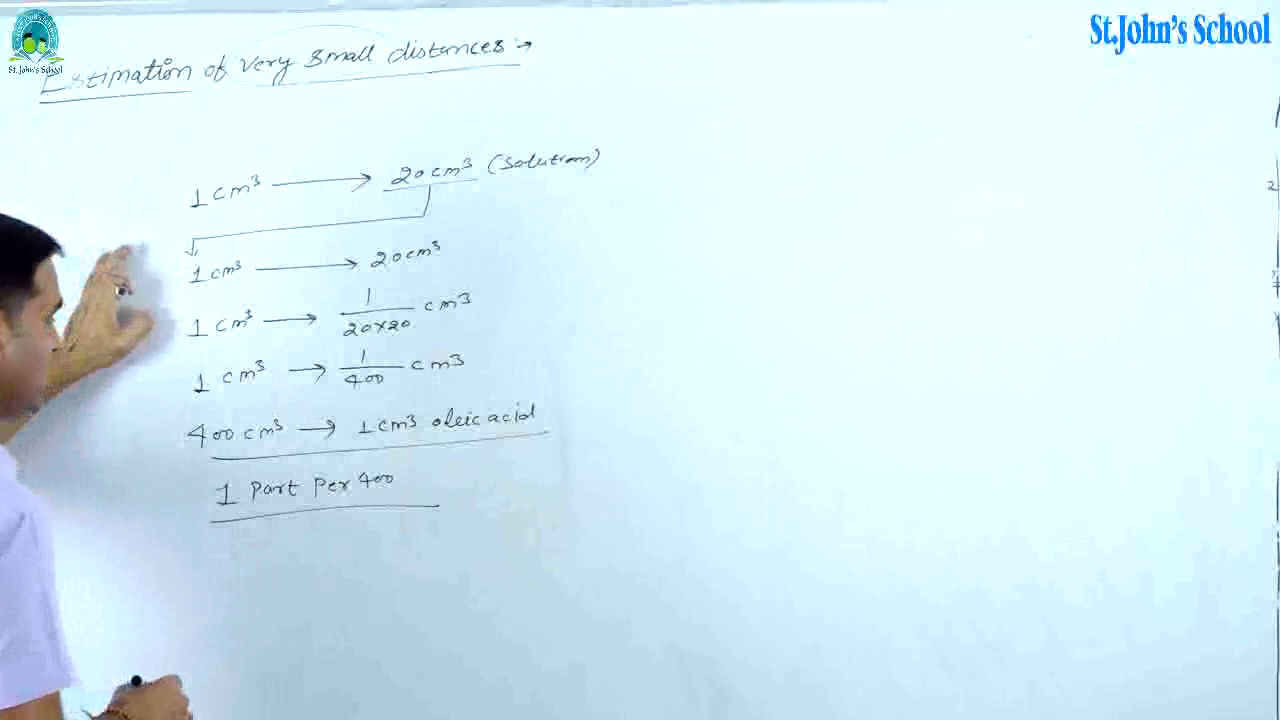 St.John's School
St. John's School
Estimation of very small distances :→
1 cm³ → 20 cm³ (Solution)
1 cm³ → 20 cm³
1 cm³ → 1/20×20 cm³
1 cm³ → 1/400 cm³
400 cm³ → 1 cm³ oleic acid
1 Part Per 400
2